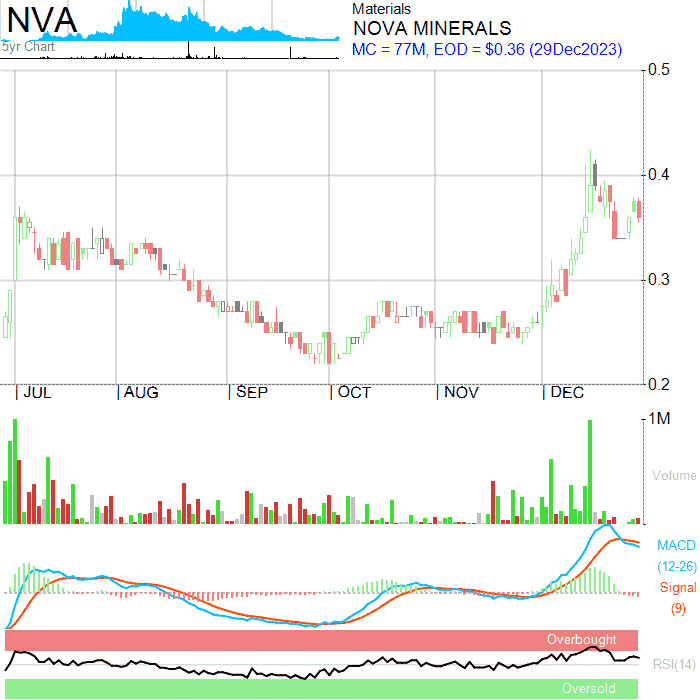 NVA
5yr Chart
Materials
NOVA MINERALS
MC = 77M, EOD = $0.36 (29Dec2023)
0.5
0.4
0.3
0.2
JUL
AUG
SEP
OCT
NOV
DEC
1M
Volume
MACD
(12-26)
Signal
(9)
Overbought
RSI(14)
Oversold